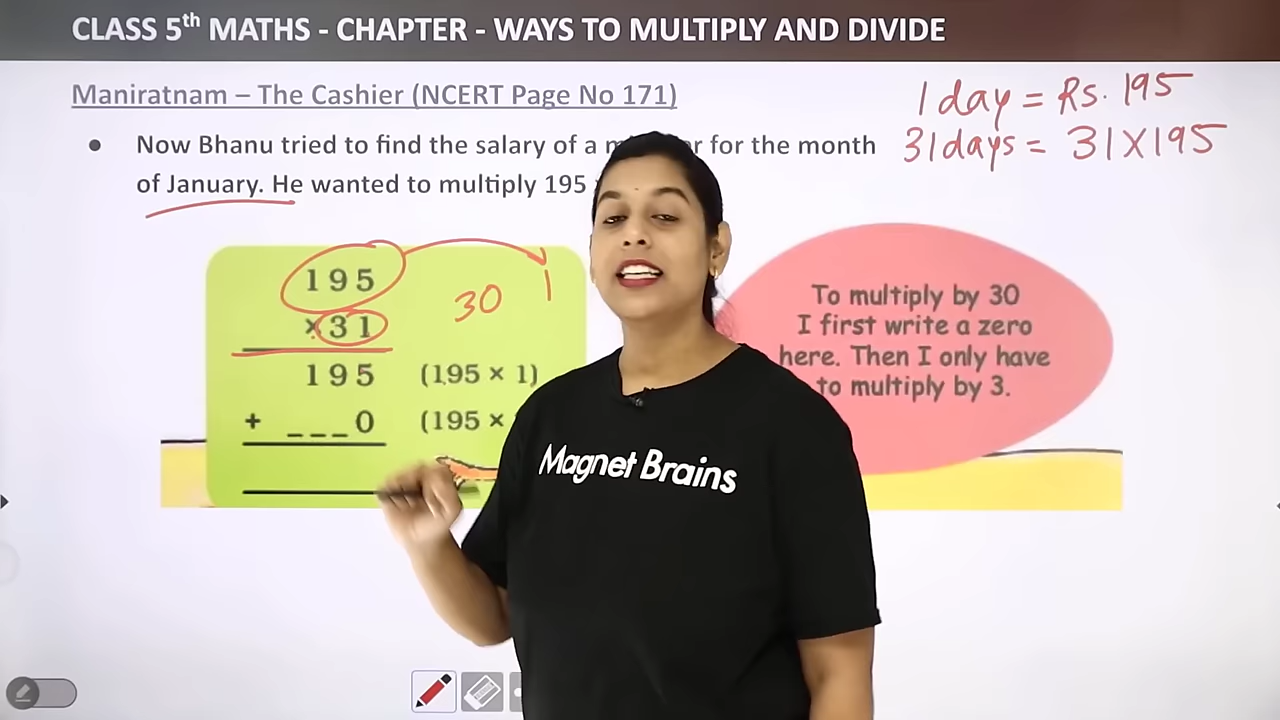 CLASS 5th MATHS - CHAPTER - WAYS TO MULTIPLY AND DIVIDE
Maniratnam – The Cashier (NCERT Page No 171)
1 day = Rs. 195
31 days = 31 X 195
• Now Bhanu tried to find the salary of a for the month
of January. He wanted to multiply 195
195
×31
30 1
195 (195 × 1)
+ _ _ _ 0 (195 ×
To multiply by 30
I first write a zero
here. Then I only have
to multiply by 3.
Magnet Brains